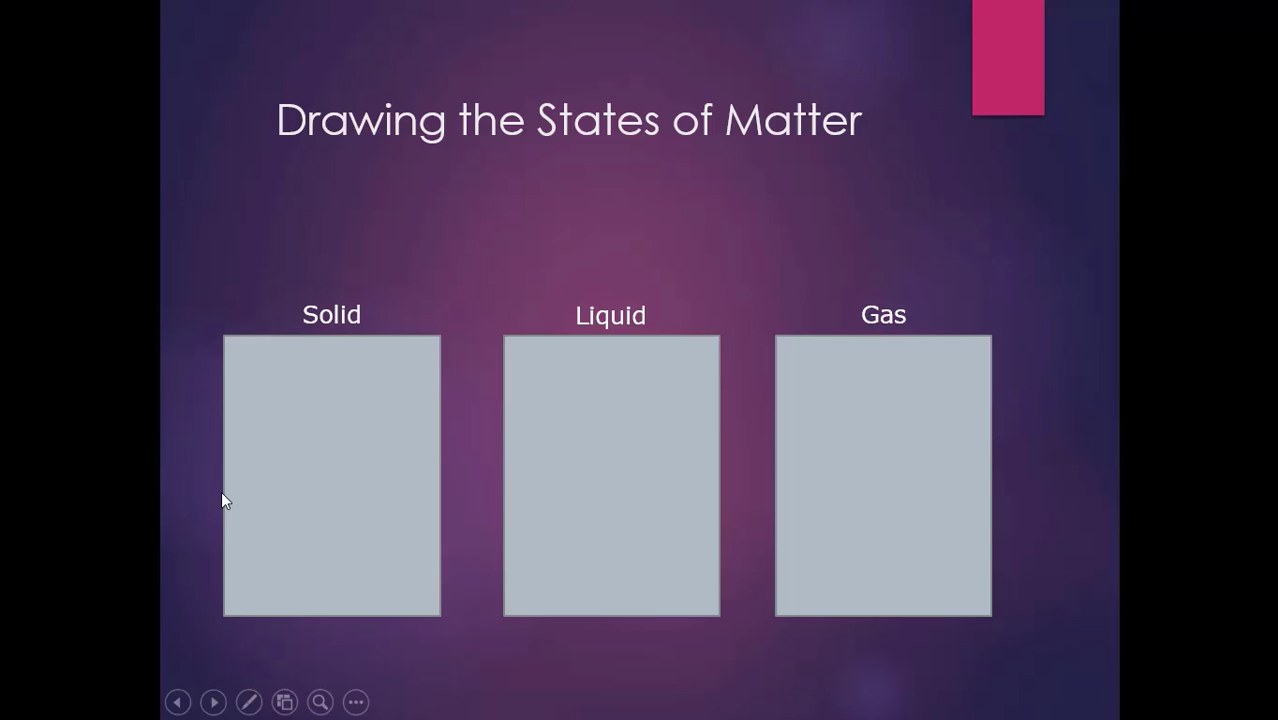 Drawing the States of Matter
Solid
Liquid
Gas